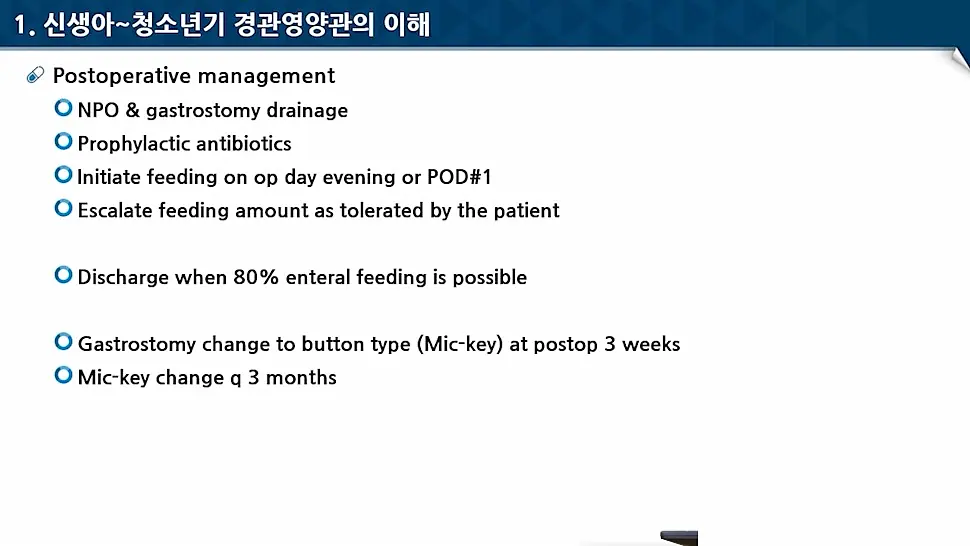 1. 신생아~청소년기 경관영양관의 이해
Postoperative management
NPO & gastrostomy drainage
Prophylactic antibiotics
Initiate feeding on op day evening or POD#1
Escalate feeding amount as tolerated by the patient
Discharge when 80% enteral feeding is possible
Gastrostomy change to button type (Mic-key) at postop 3 weeks
Mic-key change q 3 months